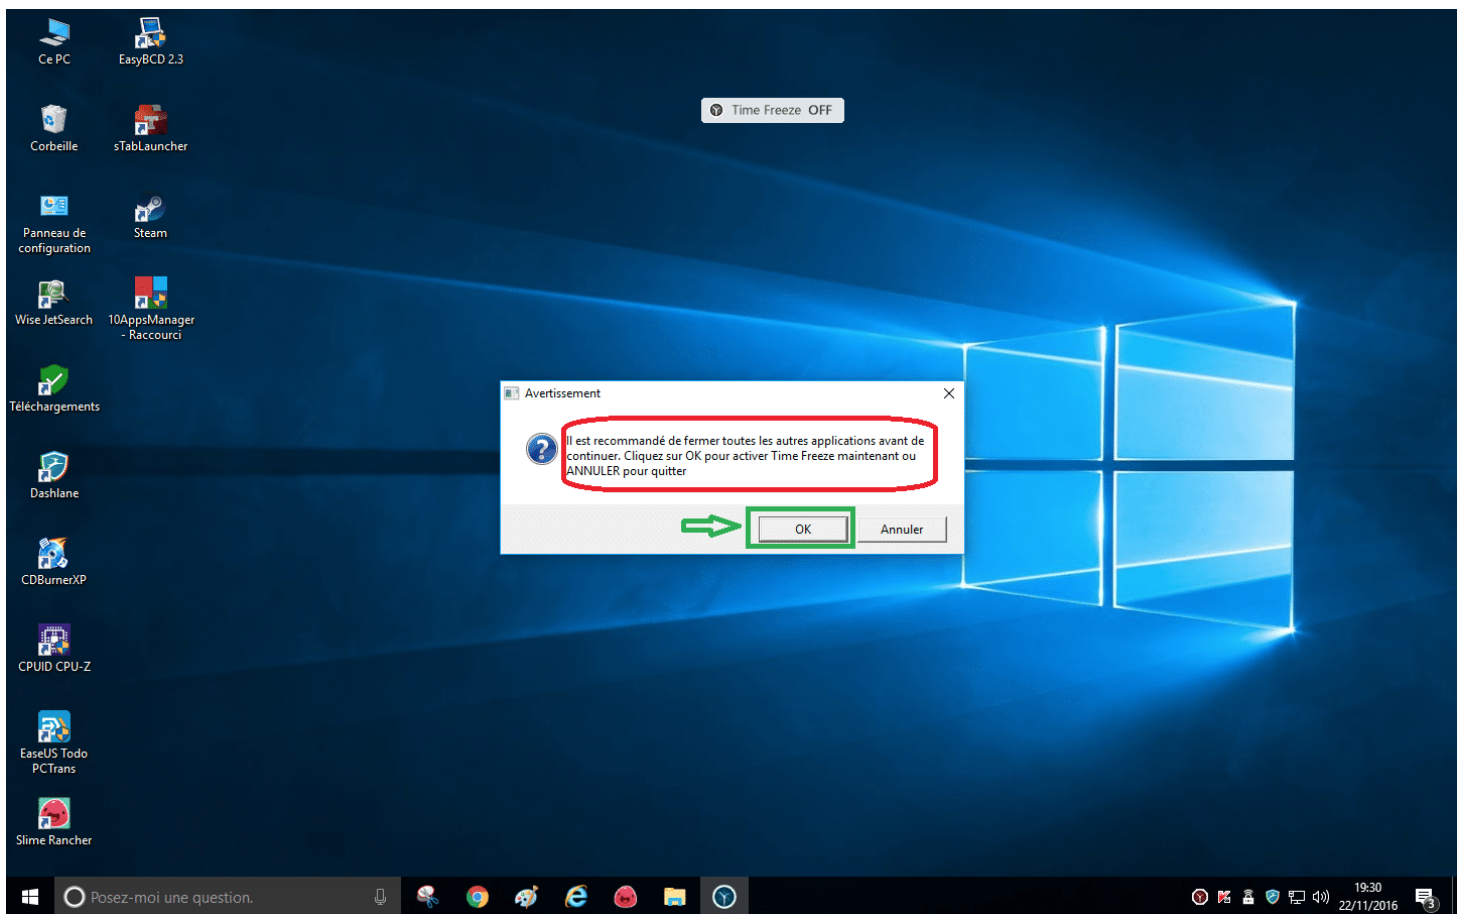 Ce PC
EasyBCD 2.3
Time Freeze OFF
Corbeille
sTabLauncher
Panneau de
configuration
Steam
Wise JetSearch
10AppsManager
- Raccourci
Téléchargements
Avertissement
Il est recommandé de fermer toutes les autres applications avant de
continuer. Cliquez sur OK pour activer Time Freeze maintenant ou
ANNULER pour quitter
OK
Annuler
Dashlane
CDBurnerXP
CPUID CPU-Z
EaseUS Todo
PCTrans
Slime Rancher
Posez-moi une question.
19:30
22/11/2016
3